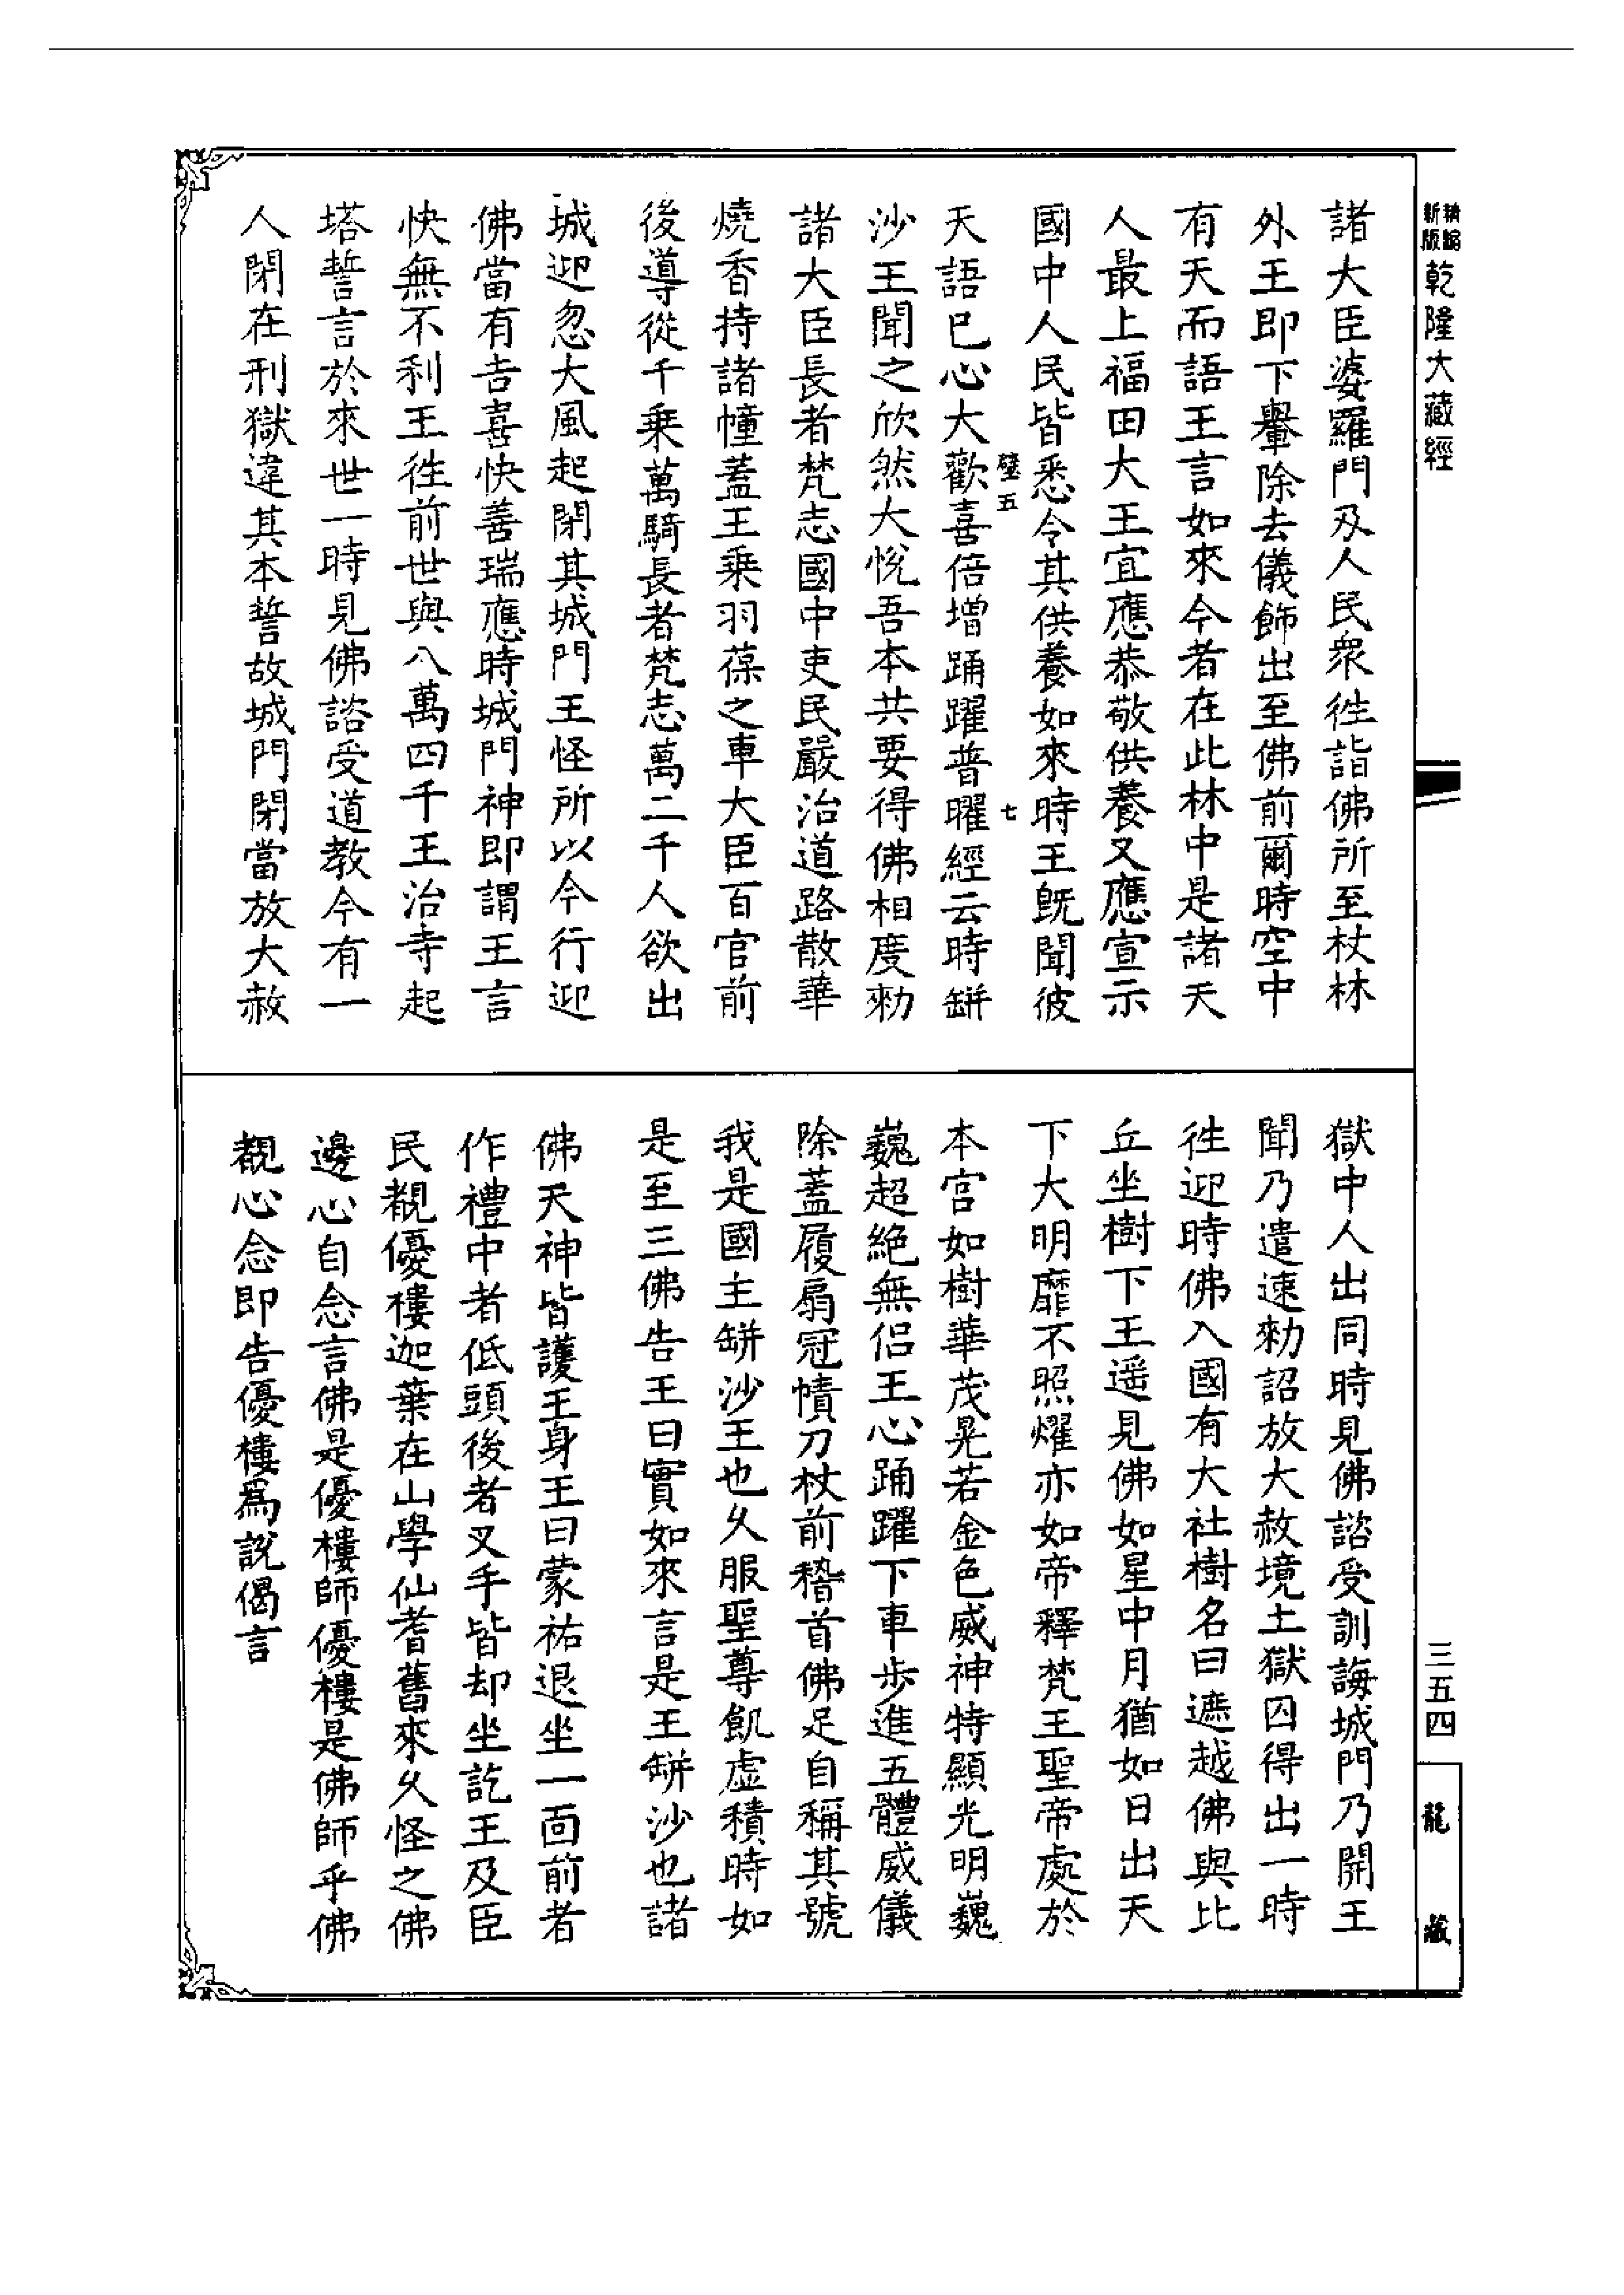 精編新版乾隆大藏經
諸大臣婆羅門及人民衆徃詣佛所至杖林
外王即下轝除去儀飾出至佛前爾時空中
有天而語王言如來今者在此林中是諸天
人最上福田大王宜應恭敬供養又應宣示
國中人民皆悉令其供養如來時王旣聞彼
璧五
七
天語已心大歡喜倍增踊躍普曜經云時缾
沙王聞之欣然大悅吾本共要得佛相度勑
諸大臣長者梵志國中吏民嚴治道路散華
燒香持諸幢蓋王乗羽葆之車大臣百官前
後導從千乗萬騎長者梵志萬二千人欲出
城迎忽大風起閉其城門王怪所以今行迎
佛當有吉喜快善瑞應時城門神即謂王言
快無不利王徃前世與八萬四千王治寺起
塔誓言於來世一時見佛諮受道教今有一
人閉在刑獄違其本誓故城門閉當放大赦
獄中人出同時見佛諮受訓誨城門乃開王
聞乃遣速勑詔放大赦境土獄囚得出一時
徃迎時佛入國有大社樹名曰遮越佛與比
丘坐樹下王遥見佛如星中月猶如日出天
下大明靡不照燿亦如帝釋梵王聖帝處於
本宫如樹華茂晃若金色威神特顯光明巍
巍超絶無侣王心踊躍下車步進五體威儀
除蓋履扇冠幘刀杖前稽首佛足自稱其號
我是國主缾沙王也乆服聖尊飢虚積時如
是至三佛告王曰實如來言是王缾沙也諸
佛天神皆護王身王曰蒙祐退坐一面前者
作禮中者低頭後者叉手皆却坐訖王及臣
民覩優樓迦葉在山學仙耆舊來乆怪之佛
邊心自念言佛是優樓師優樓是佛師乎佛
覩心念即告優樓爲説偈言
三五四
龍藏